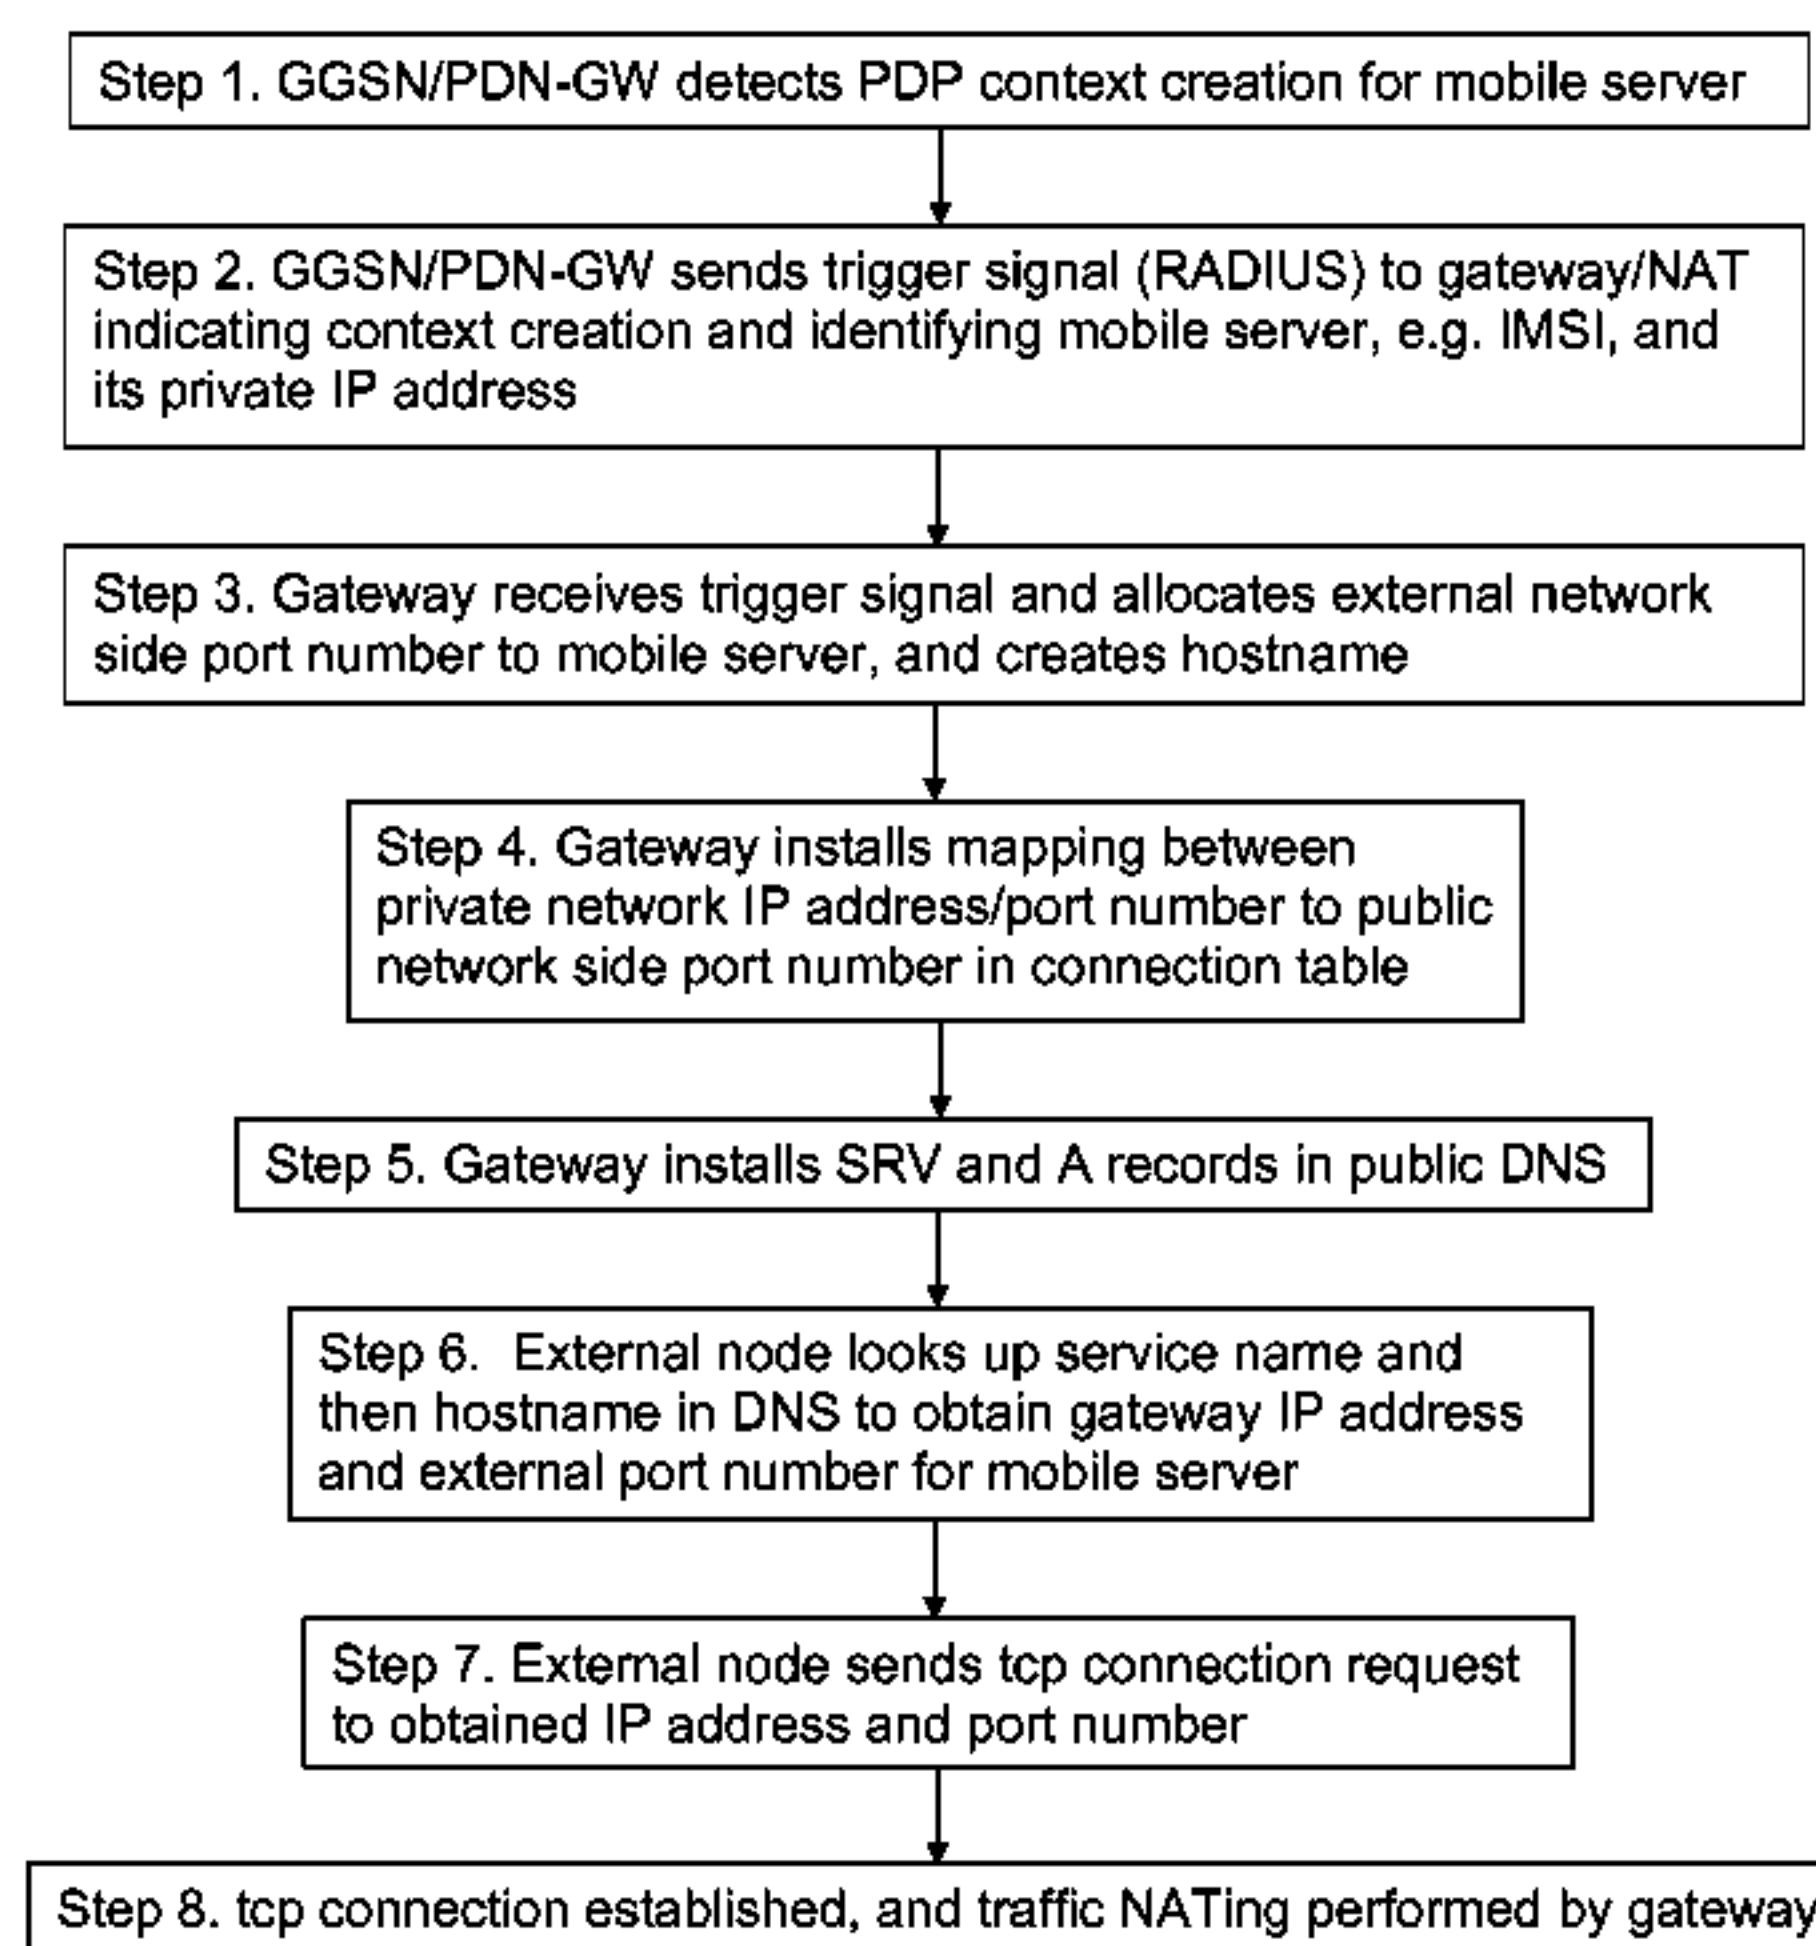 Step 1. GGSN/PDN-GW detects PDP context creation for mobile server
Step 2. GGSN/PDN-GW sends trigger signal (RADIUS) to gateway/NAT
indicating context creation and identifying mobile server, e.g. IMSI, and
its private IP address
Step 3. Gateway receives trigger signal and allocates external network
side port number to mobile server, and creates hostname
Step 4. Gateway installs mapping between
private network IP address/port number to public
network side port number in connection table
Step 5. Gateway installs SRV and A records in public DNS
Step 6. External node looks up service name and
then hostname in DNS to obtain gateway IP address
and external port number for mobile server
Step 7. External node sends tcp connection request
to obtained IP address and port number
Step 8. tcp connection established, and traffic NATing performed by gateway